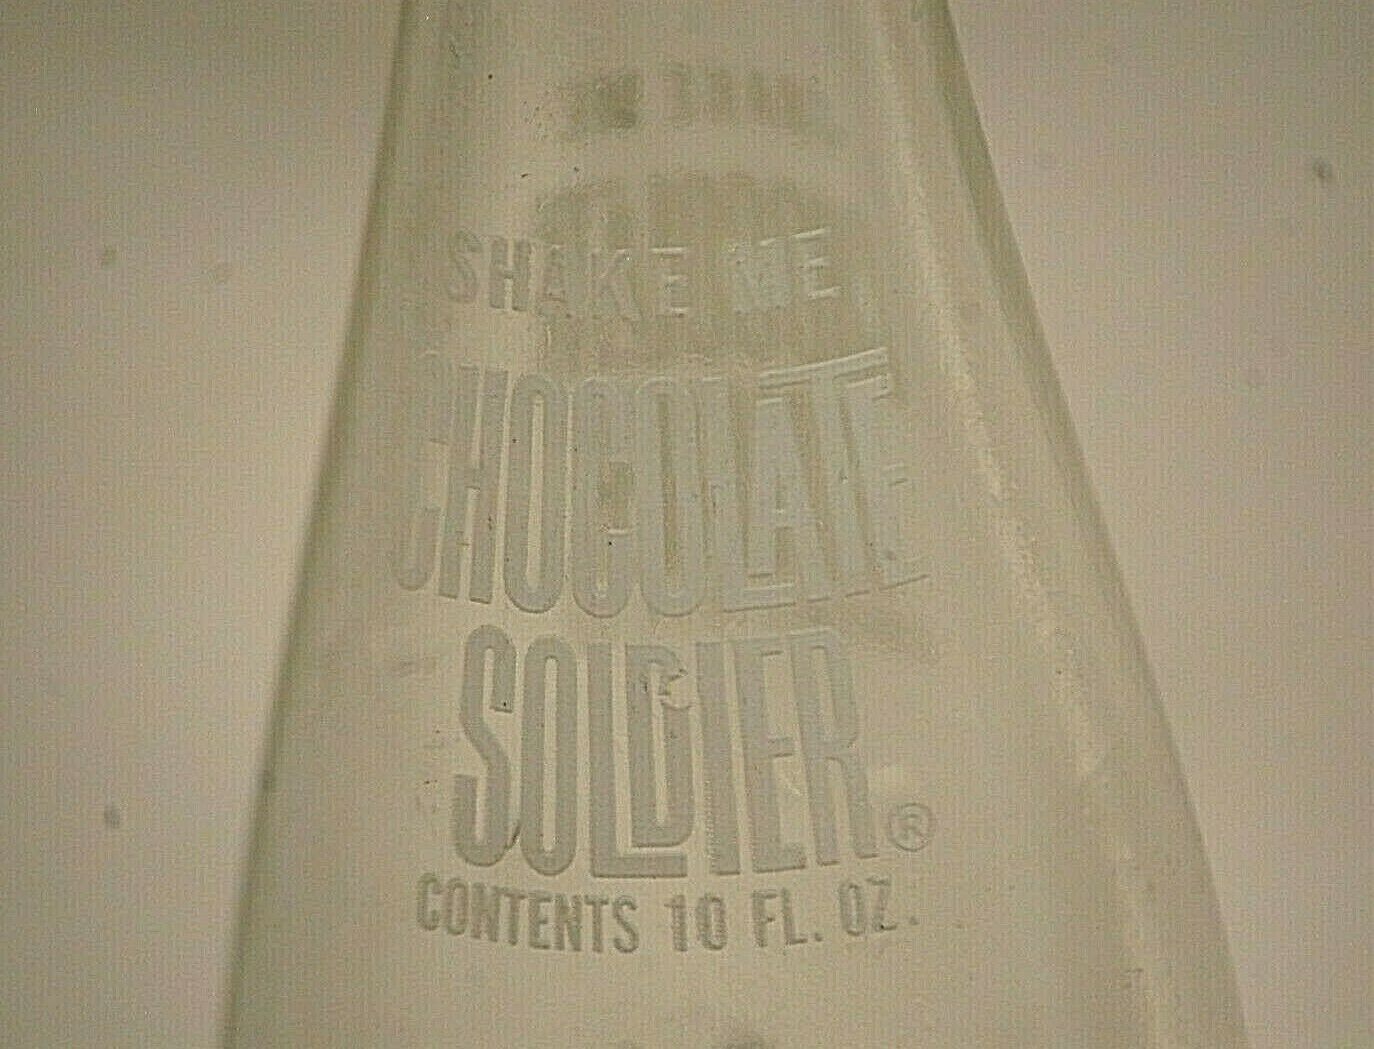 SHAKE ME,
CHOCOLATE
SOLDIER ®
CONTENTS 10 FL. OZ.